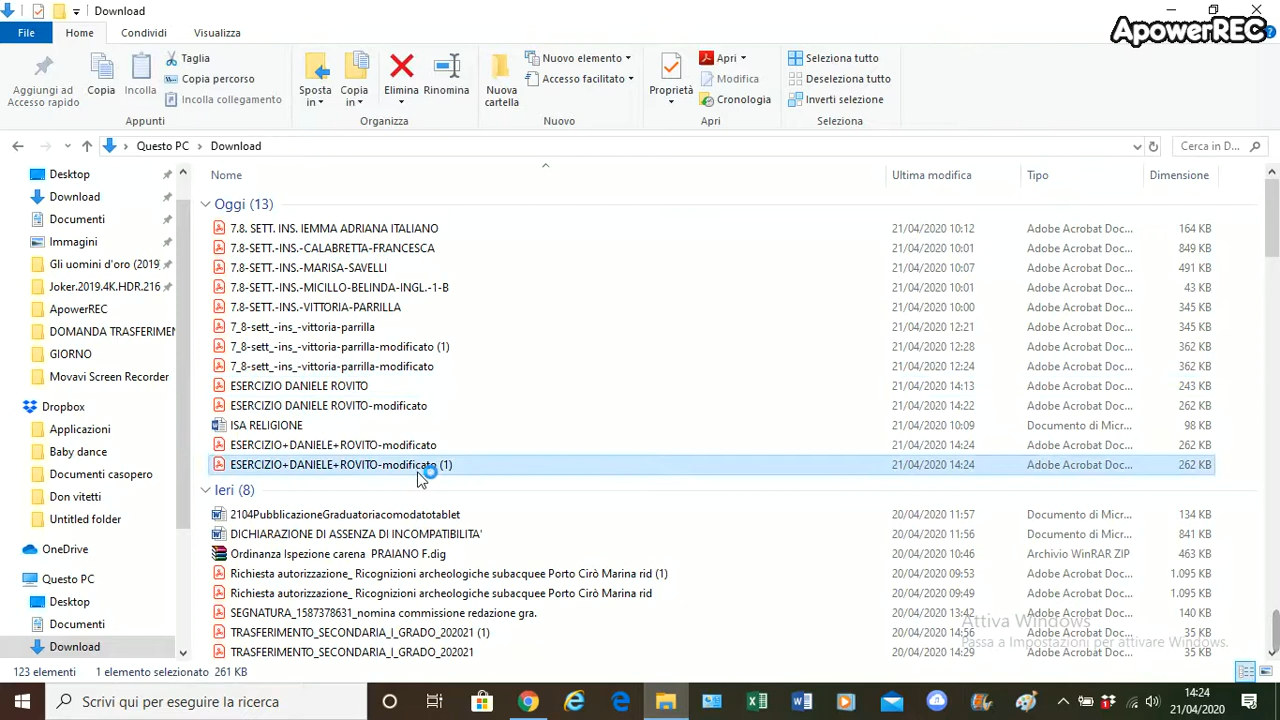 Download
ApowerREC
File
Home
Condividi
Visualizza
Aggiungi ad
Accesso rapido
Copia
Incolla
Taglia
Copia percorso
Incolla collegamento
Appunti
Sposta
in
Copia
in
Elimina
Rinomina
Organizza
Nuova
cartella
Nuovo elemento
Accesso facilitato
Nuovo
Proprietà
Apri
Modifica
Cronologia
Apri
Seleziona tutto
Deseleziona tutto
Inverti selezione
Seleziona
Questo PC
Download
Cerca in D...
Desktop
Download
Documenti
Immagini
Gli uomini d'oro (2019
Joker.2019.4K.HDR.216
ApowerREC
DOMANDA TRASFERIMEN
GIORNO
Movavi Screen Recorder
Dropbox
Applicazioni
Baby dance
Documenti casopero
Don vitetti
Untitled folder
OneDrive
Questo PC
Desktop
Documenti
Download
Nome Ultima modifica Tipo Dimensione
Oggi (13)
7.8. SETT. INS. IEMMA ADRIANA ITALIANO 21/04/2020 10:12 Adobe Acrobat Doc... 164 KB
7.8-SETT.-INS.-CALABRETTA-FRANCESCA 21/04/2020 10:01 Adobe Acrobat Doc... 849 KB
7.8-SETT.-INS.-MARISA-SAVELLI 21/04/2020 10:07 Adobe Acrobat Doc... 491 KB
7.8-SETT.-INS.-MICILLO-BELINDA-INGL.-1-B 21/04/2020 10:01 Adobe Acrobat Doc... 43 KB
7.8-SETT.-INS.-VITTORIA-PARRILLA 21/04/2020 10:00 Adobe Acrobat Doc... 345 KB
7_8-sett_-ins_-vittoria-parrilla 21/04/2020 12:21 Adobe Acrobat Doc... 345 KB
7_8-sett_-ins_-vittoria-parrilla-modificato (1) 21/04/2020 12:28 Adobe Acrobat Doc... 362 KB
7_8-sett_-ins_-vittoria-parrilla-modificato 21/04/2020 12:24 Adobe Acrobat Doc... 362 KB
ESERCIZIO DANIELE ROVITO 21/04/2020 14:13 Adobe Acrobat Doc... 243 KB
ESERCIZIO DANIELE ROVITO-modificato 21/04/2020 14:22 Adobe Acrobat Doc... 262 KB
ISA RELIGIONE 21/04/2020 10:09 Documento di Micr... 98 KB
ESERCIZIO+DANIELE+ROVITO-modificato 21/04/2020 14:24 Adobe Acrobat Doc... 262 KB
ESERCIZIO+DANIELE+ROVITO-modificato (1) 21/04/2020 14:24 Adobe Acrobat Doc... 262 KB
Ieri (8)
2104PubblicazioneGraduatoriacomodatotablet 20/04/2020 11:57 Documento di Micr... 134 KB
DICHIARAZIONE DI ASSENZA DI INCOMPATIBILITA' 20/04/2020 11:56 Documento di Micr... 841 KB
Ordinanza Ispezione carena PRAIANO F.dig 20/04/2020 10:46 Archivio WinRAR ZIP 463 KB
Richiesta autorizzazione_ Ricognizioni archeologiche subacquee Porto Cirò Marina rid (1) 20/04/2020 09:53 Adobe Acrobat Doc... 1.095 KB
Richiesta autorizzazione_ Ricognizioni archeologiche subacquee Porto Cirò Marina rid 20/04/2020 09:49 Adobe Acrobat Doc... 1.095 KB
SEGNATURA_1587378631_nomina commissione redazione gra. 20/04/2020 13:42 Adobe Acrobat Doc... 140 KB
TRASFERIMENTO_SECONDARIA_I_GRADO_202021 (1) 20/04/2020 14:56 Adobe Acrobat Doc... 35 KB
TRASFERIMENTO_SECONDARIA_I_GRADO_202021 20/04/2020 14:29 Adobe Acrobat Doc... 35 KB
Attiva Windows
Passa a Impostazioni per attivare Windows.
123 elementi 1 elemento selezionato 261 KB
Scrivi qui per eseguire la ricerca
14:24
21/04/2020